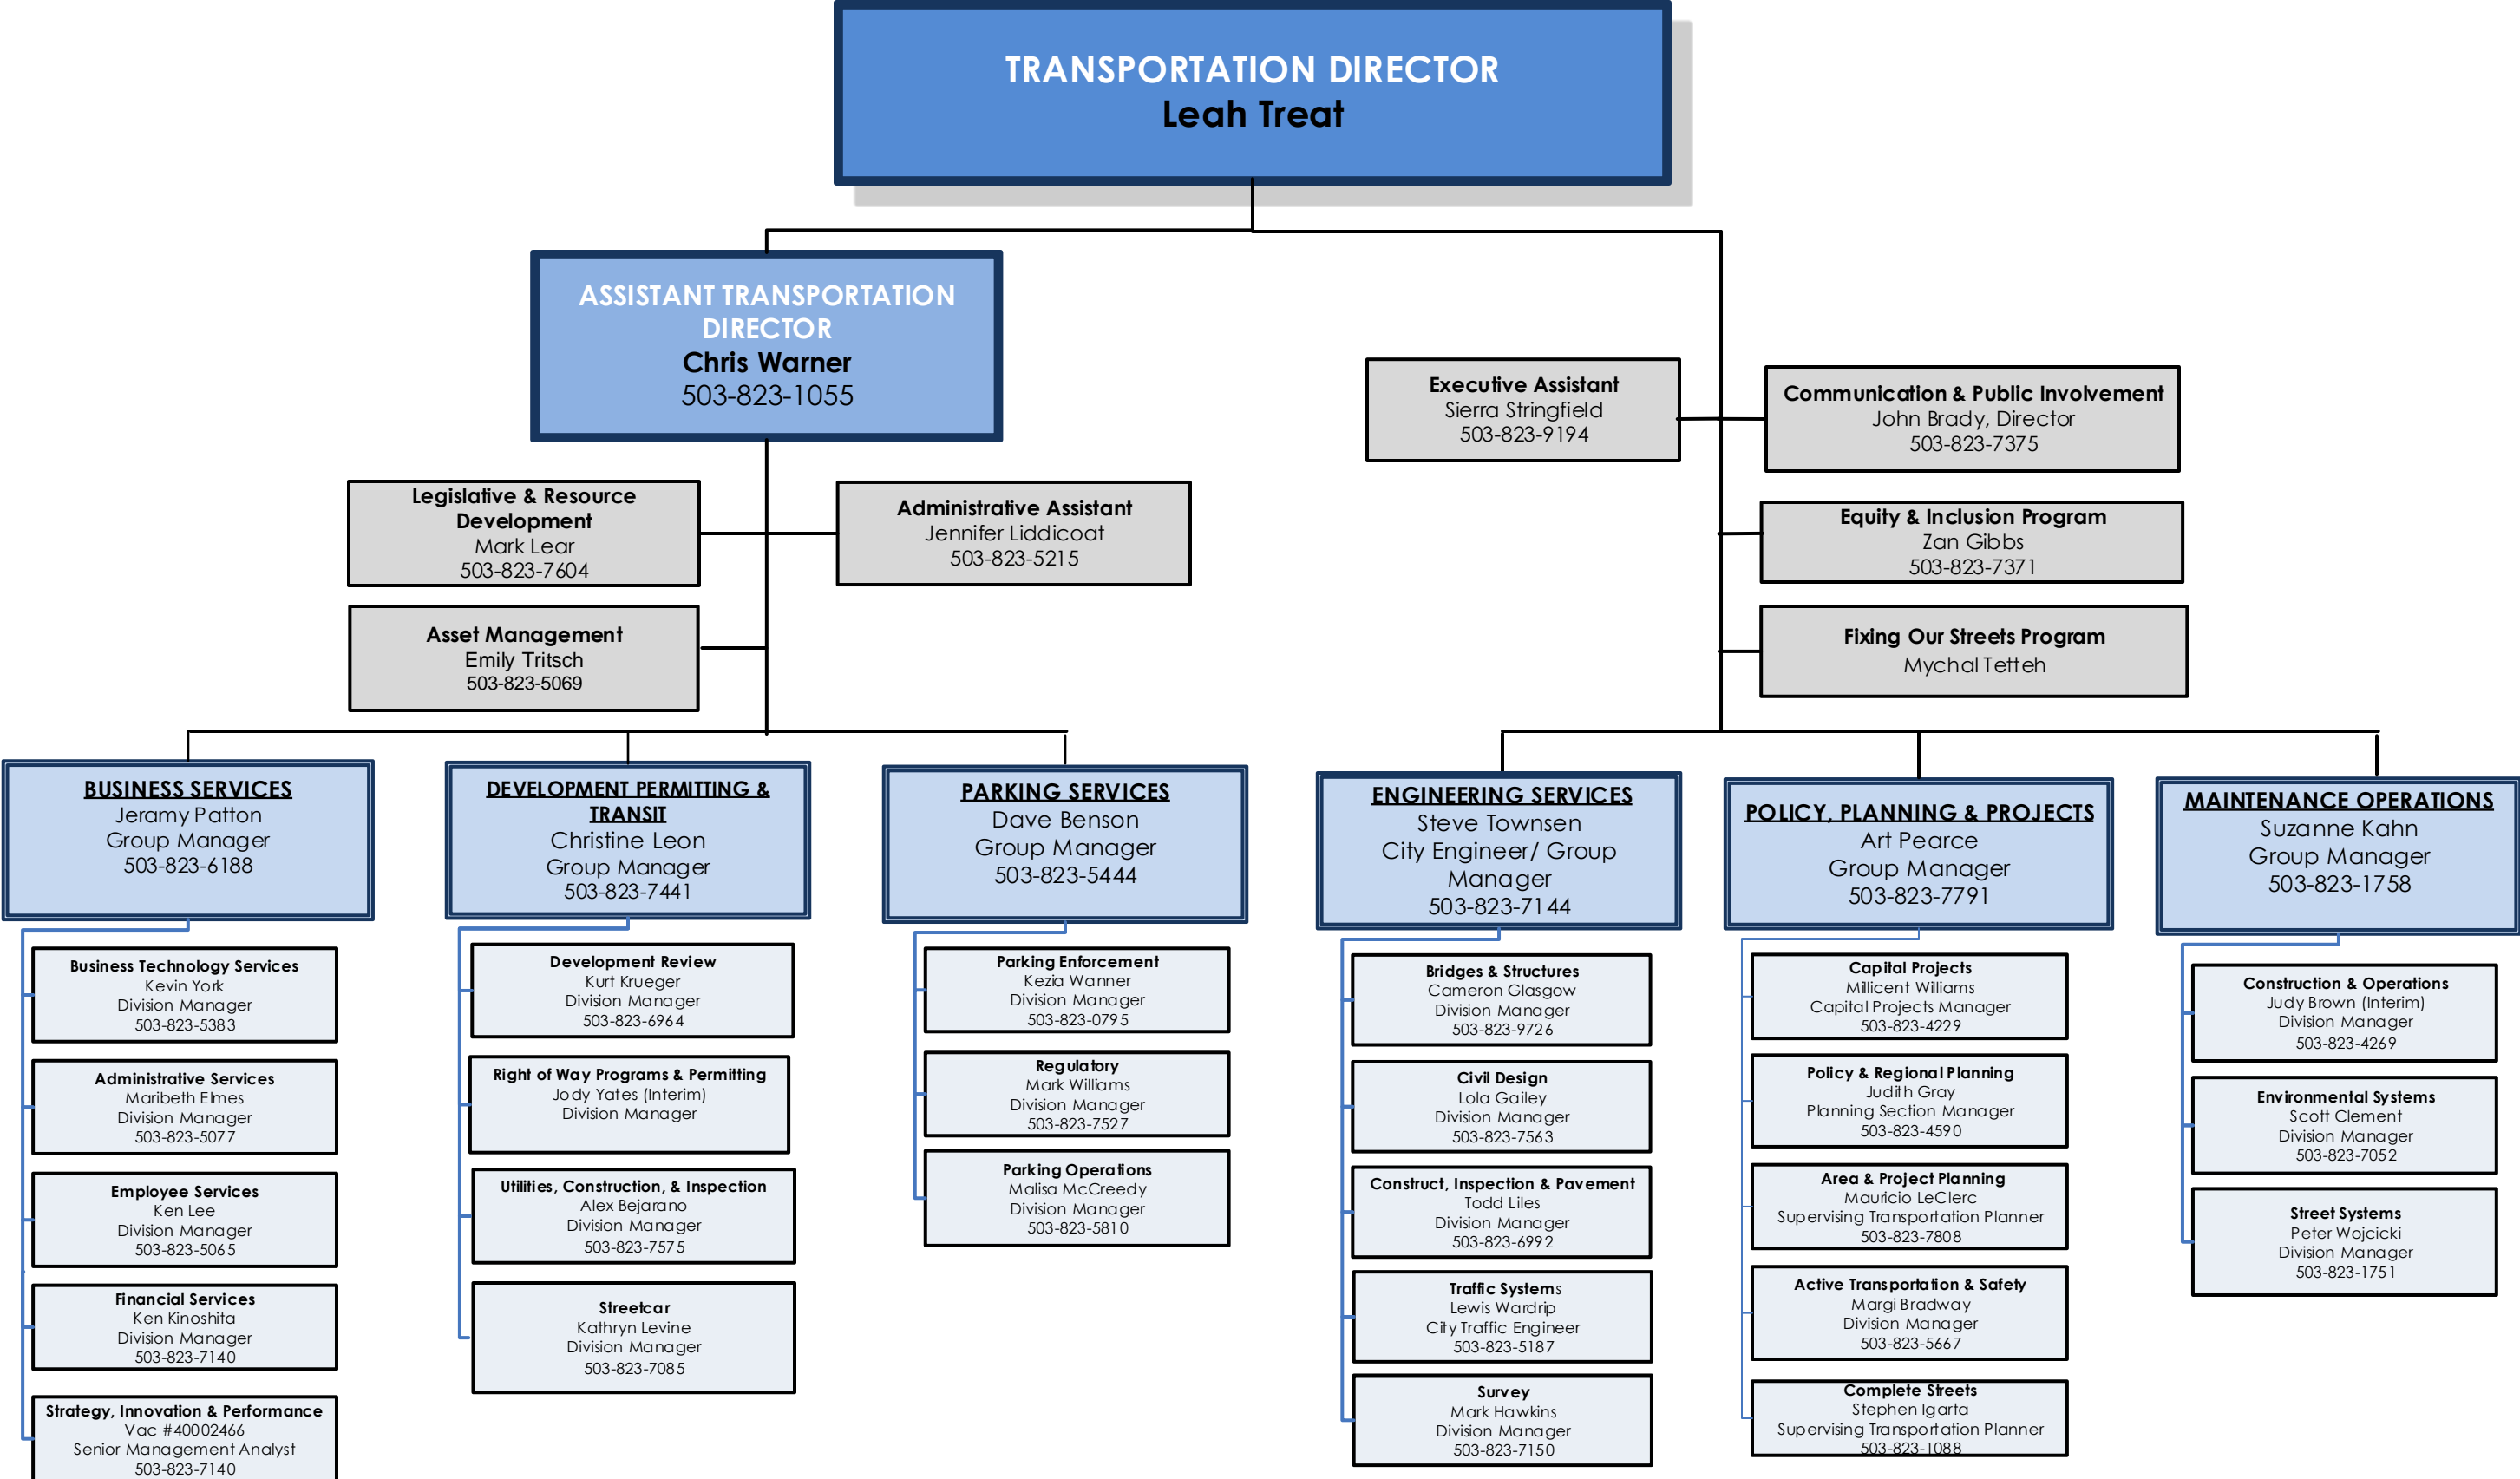 TRANSPORTATION DIRECTOR
Leah Treat
ASSISTANT TRANSPORTATION
DIRECTOR
Chris Warner
503-823-1055
Executive Assistant
Sierra Stringfield
503-823-9194
Communication & Public Involvement
John Brady, Director
503-823-7375
Legislative & Resource
Development
Mark Lear
503-823-7604
Administrative Assistant
Jennifer Liddicoat
503-823-5215
Equity & Inclusion Program
Zan Gibbs
503-823-7371
Asset Management
Emily Tritsch
503-823-5069
Fixing Our Streets Program
Mychal Tetteh
BUSINESS SERVICES
Jeramy Patton
Group Manager
503-823-6188
Business Technology Services
Kevin York
Division Manager
503-823-5383
Administrative Services
Maribeth Elmes
Division Manager
503-823-5077
Employee Services
Ken Lee
Division Manager
503-823-5065
Financial Services
Ken Kinoshita
Division Manager
503-823-7140
Strategy, Innovation & Performance
Vac #40002466
Senior Management Analyst
503-823-7140
DEVELOPMENT PERMITTING &
TRANSIT
Christine Leon
Group Manager
503-823-7441
Development Review
Kurt Krueger
Division Manager
503-823-6964
Right of Way Programs & Permitting
Jody Yates (Interim)
Division Manager
Utilities, Construction, & Inspection
Alex Bejarano
Division Manager
503-823-7575
Streetcar
Kathryn Levine
Division Manager
503-823-7085
PARKING SERVICES
Dave Benson
Group Manager
503-823-5444
Parking Enforcement
Kezia Wanner
Division Manager
503-823-0795
Regulatory
Mark Williams
Division Manager
503-823-7527
Parking Operations
Malisa McCreedy
Division Manager
503-823-5810
ENGINEERING SERVICES
Steve Townsen
City Engineer/ Group
Manager
503-823-7144
Bridges & Structures
Cameron Glasgow
Division Manager
503-823-9726
Civil Design
Lola Gailey
Division Manager
503-823-7563
Construct, Inspection & Pavement
Todd Liles
Division Manager
503-823-6992
Traffic Systems
Lewis Wardrip
City Traffic Engineer
503-823-5187
Survey
Mark Hawkins
Division Manager
503-823-7150
POLICY, PLANNING & PROJECTS
Art Pearce
Group Manager
503-823-7791
Capital Projects
Millicent Williams
Capital Projects Manager
503-823-4229
Policy & Regional Planning
Judith Gray
Planning Section Manager
503-823-4590
Area & Project Planning
Mauricio LeClerc
Supervising Transportation Planner
503-823-7808
Active Transportation & Safety
Margi Bradway
Division Manager
503-823-5667
Complete Streets
Stephen Igarta
Supervising Transportation Planner
503-823-1088
MAINTENANCE OPERATIONS
Suzanne Kahn
Group Manager
503-823-1758
Construction & Operations
Judy Brown (Interim)
Division Manager
503-823-4269
Environmental Systems
Scott Clement
Division Manager
503-823-7052
Street Systems
Peter Wojcicki
Division Manager
503-823-1751